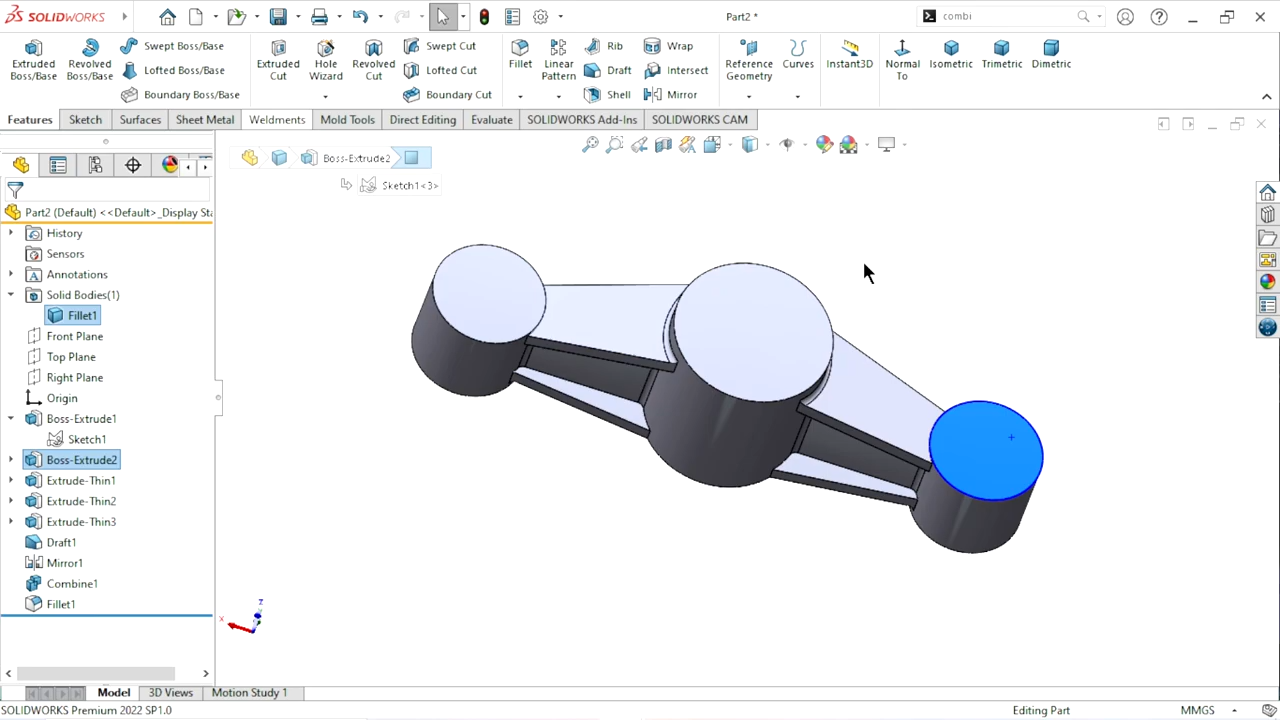 SOLIDWORKS
Part2 *
combi
Extruded Boss/Base
Revolved Boss/Base
Swept Boss/Base
Lofted Boss/Base
Boundary Boss/Base
Extruded Cut
Hole Wizard
Revolved Cut
Swept Cut
Lofted Cut
Boundary Cut
Fillet
Linear Pattern
Rib
Draft
Shell
Wrap
Intersect
Mirror
Reference Geometry
Curves
Instant3D
Normal To
Isometric
Trimetric
Dimetric
Features
Sketch
Surfaces
Sheet Metal
Weldments
Mold Tools
Direct Editing
Evaluate
SOLIDWORKS Add-Ins
SOLIDWORKS CAM
Boss-Extrude2
Sketch1<3>
Part2 (Default) <<Default>_Display Sta
History
Sensors
Annotations
Solid Bodies(1)
Fillet1
Front Plane
Top Plane
Right Plane
Origin
Boss-Extrude1
Sketch1
Boss-Extrude2
Extrude-Thin1
Extrude-Thin2
Extrude-Thin3
Draft1
Mirror1
Combine1
Fillet1
z
x
Model
3D Views
Motion Study 1
SOLIDWORKS Premium 2022 SP1.0
Editing Part
MMGS